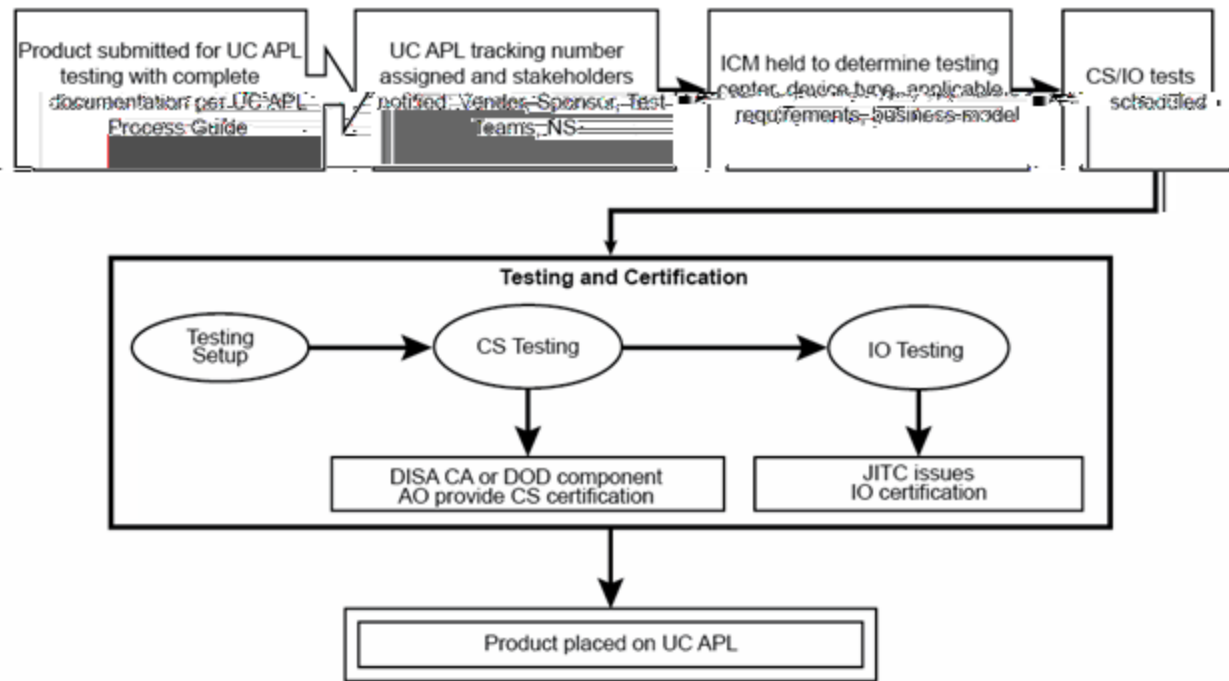 Product submitted for UC APL
testing with complete
documentation per UC APL
Process Guide
UC APL tracking number
assigned and stakeholders
notified: Vender, Sponsor, Test
Teams, NS
ICM held to determine testing
center, device type, applicable
requirements, business model
CS/IO tests
scheduled
Testing and Certification
Testing
Setup
CS Testing
IO Testing
DISA CA or DOD component
AO provide CS certification
JITC issues
IO certification
Product placed on UC APL